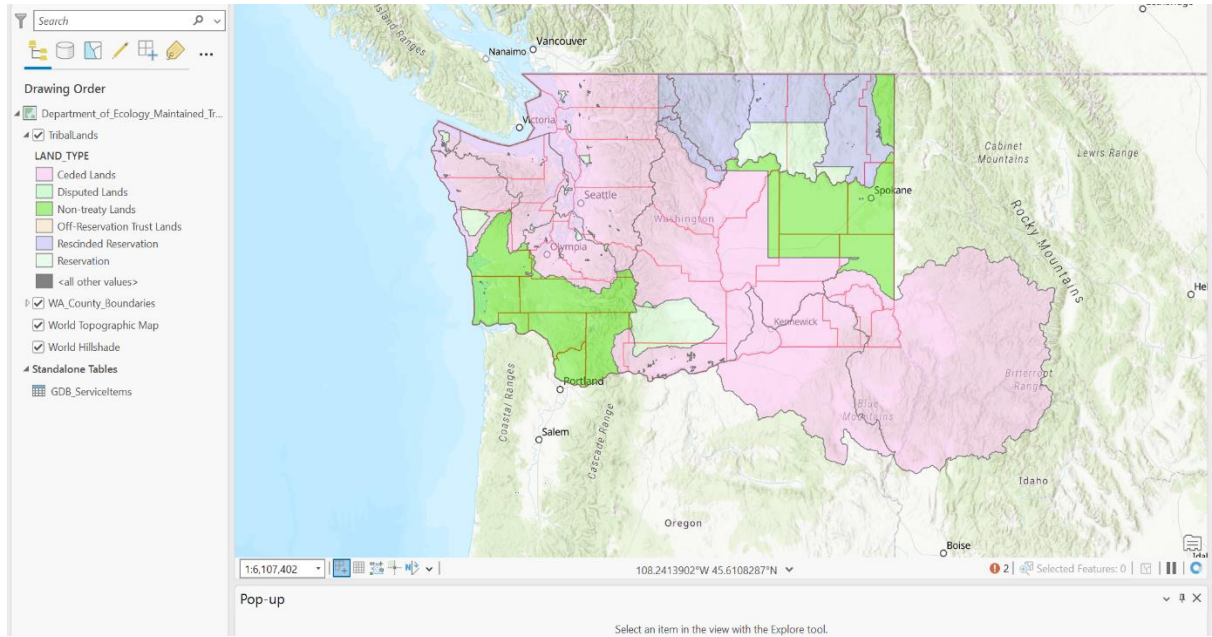 Search
Drawing Order
Department_of_Ecology_Maintained_Tr...
TribalLands
LAND_TYPE
Ceded Lands
Disputed Lands
Non-treaty Lands
Off-Reservation Trust Lands
Rescinded Reservation
Reservation
<all other values>
WA_County_Boundaries
World Topographic Map
World Hillshade
Standalone Tables
GDB_ServiceItems
Island Ranges
Nanaimo
Vancouver
Victoria
Seattle
Washington
Olympia
Spokane
Cabinet
Mountains
Lewis Range
Rocky Mountains
Hel
Kennewick
Bitterroot
Range
Blue
Mountains
Portland
Coastal Ranges
Salem
Cascade Range
Idaho
Oregon
Boise
1:6,107,402
108.2413902°W 45.6108287°N
2
Selected Features: 0
Pop-up
Select an item in the view with the Explore tool.